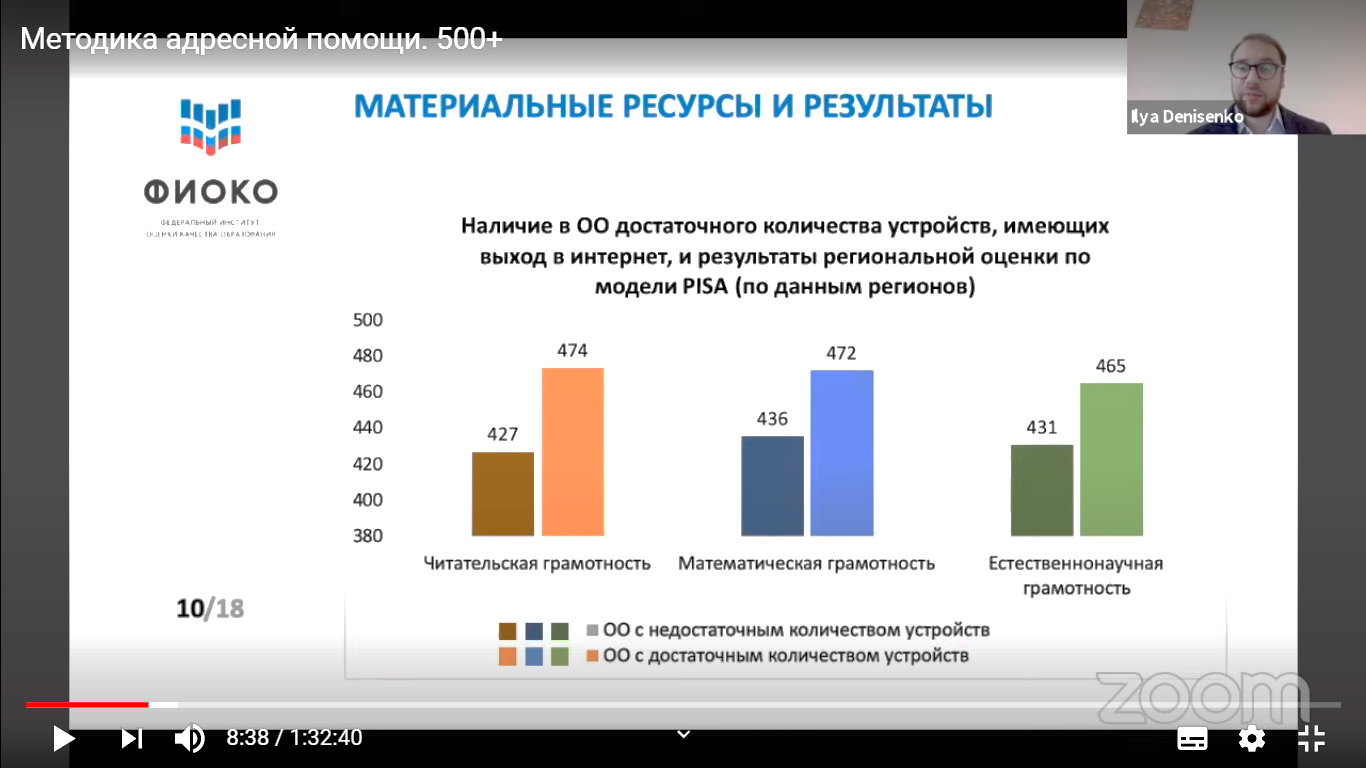 Методика адресной помощи. 500+
Ilya Denisenko
МАТЕРИАЛЬНЫЕ РЕСУРСЫ И РЕЗУЛЬТАТЫ
ФИОКО
ФЕДЕРАЛЬНЫЙ ИНСТИТУТ
ОЦЕНКИ КАЧЕСТВА ОБРАЗОВАНИЯ
Наличие в ОО достаточного количества устройств, имеющих
выход в интернет, и результаты региональной оценки по
модели PISA (по данным регионов)
500
480
460
440
420
400
380
427
474
436
472
431
465
Читательская грамотность
Математическая грамотность
Естественнонаучная
грамотность
10/18
ОО с недостаточным количеством устройств
ОО с достаточным количеством устройств
zoom
8:38 / 1:32:40